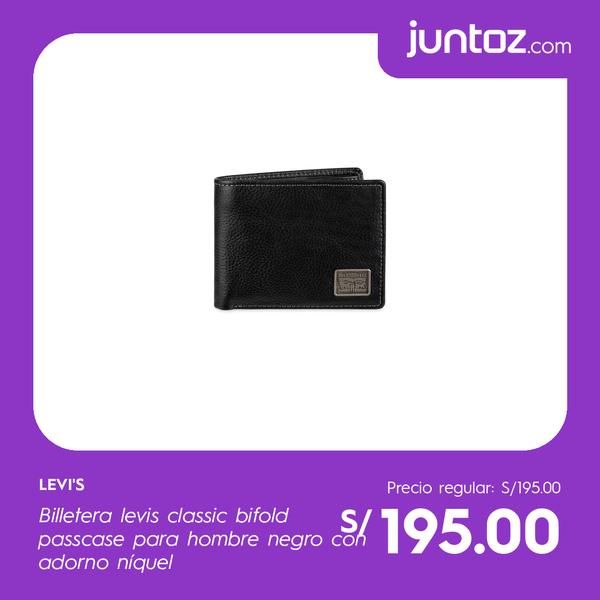 juntoz.com
LEVI'S
Precio regular: S/195.00
Billetera levis classic bifold
passcase para hombre negro con
adorno níquel
S/ 195.00